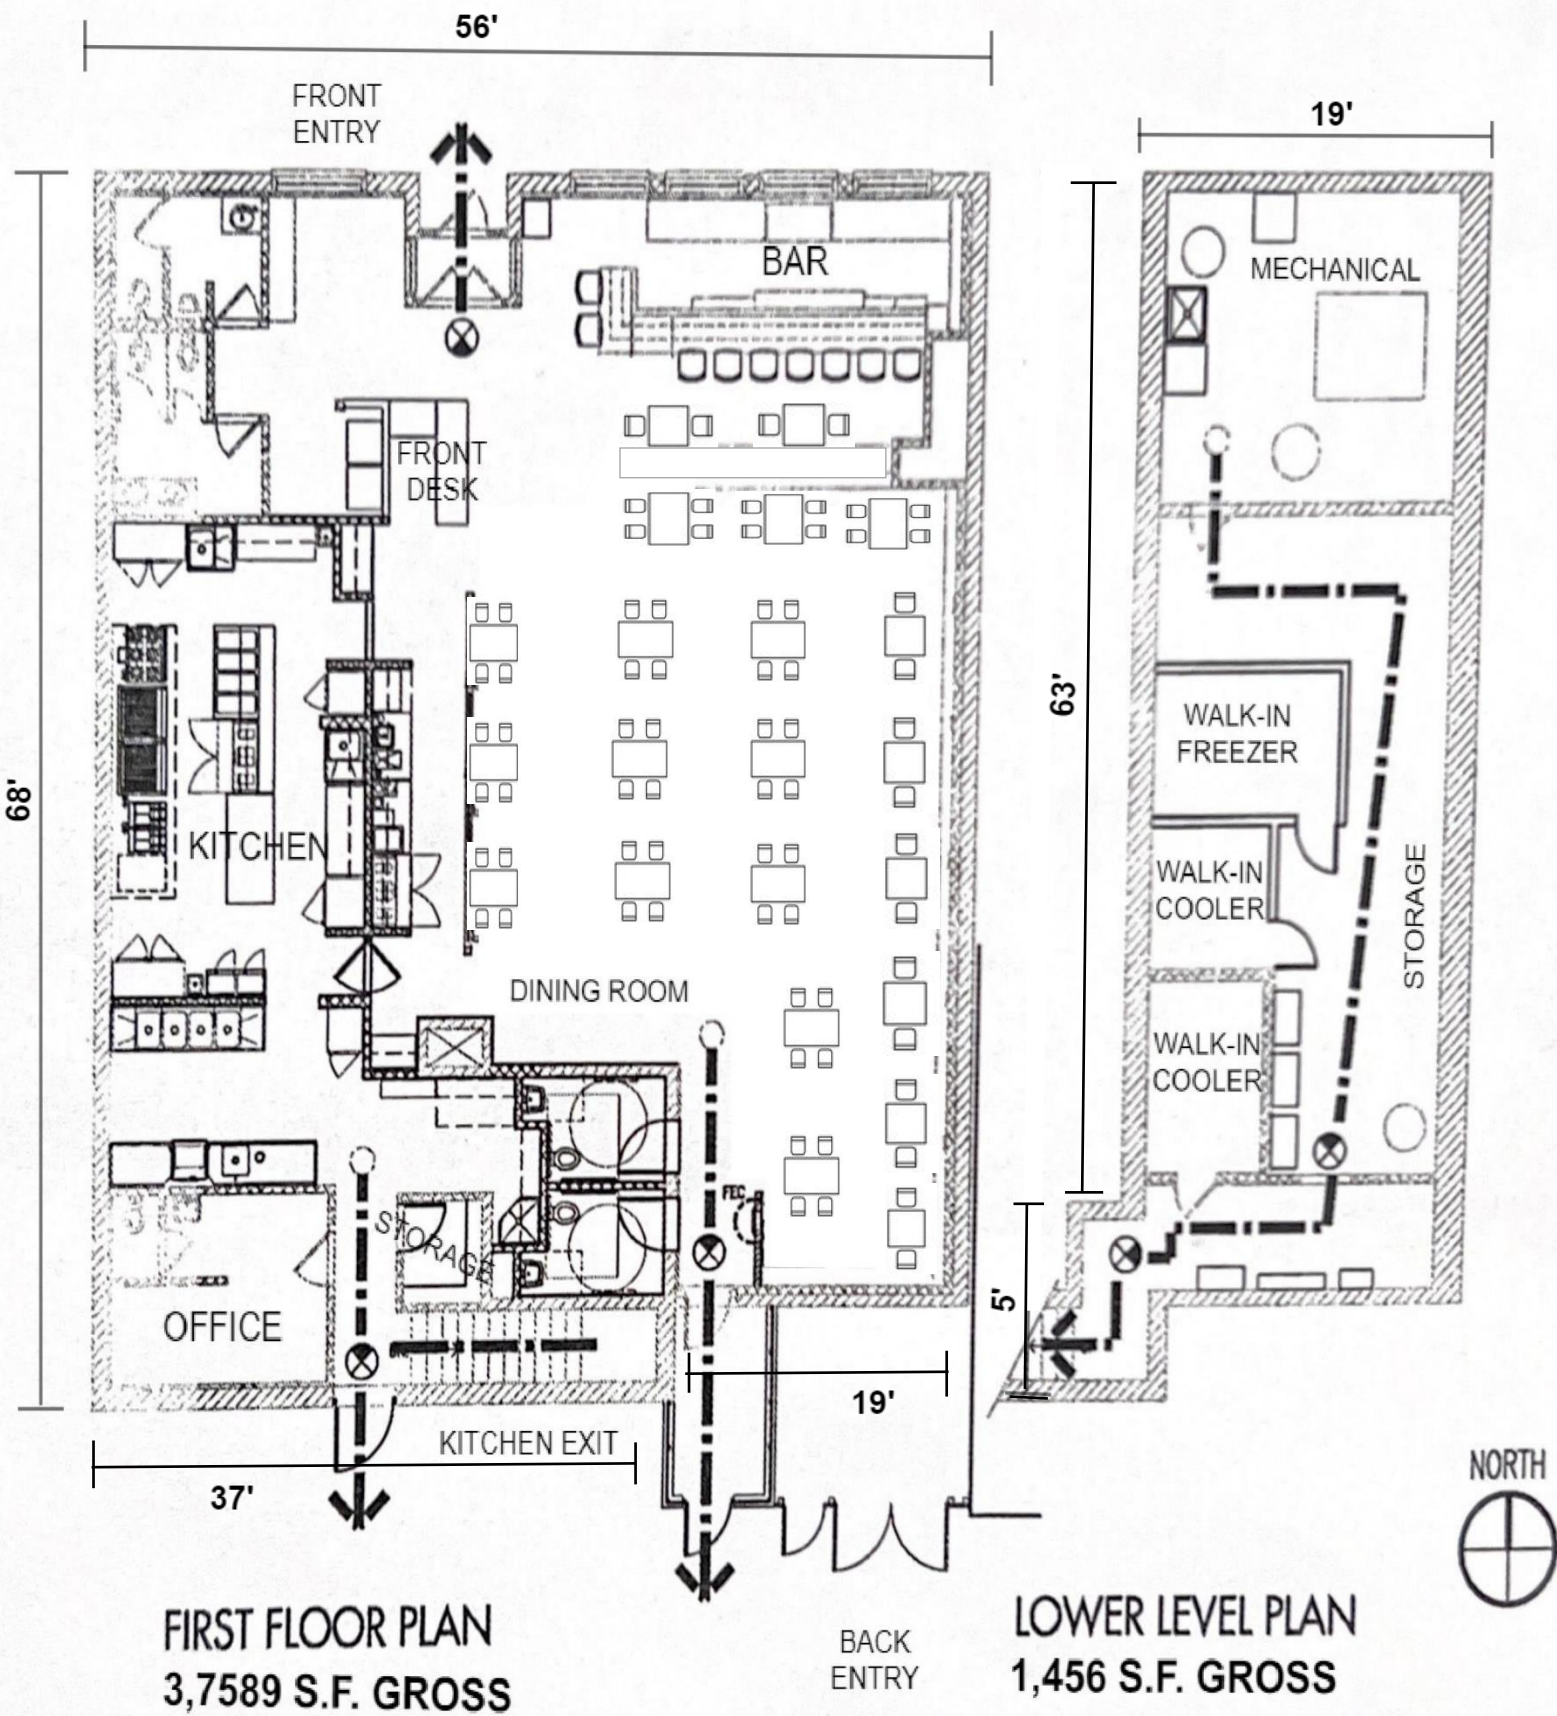 56'
FRONT
ENTRY
19'
BAR
MECHANICAL
FRONT
DESK
68'
63'
WALK-IN
FREEZER
KITCHEN
WALK-IN
COOLER
STORAGE
DINING ROOM
WALK-IN
COOLER
FEC
STORAGE
OFFICE
5'
19'
KITCHEN EXIT
37'
NORTH
FIRST FLOOR PLAN
3,7589 S.F. GROSS
BACK
ENTRY
LOWER LEVEL PLAN
1,456 S.F. GROSS